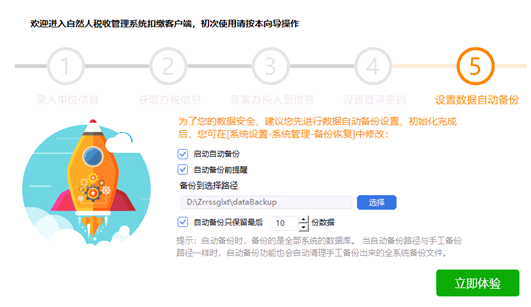 欢迎进入自然人税收管理系统扣缴客户端，初次使用请按本向导操作
1 2 3 4 5
录入单位信息 获取办税信息 备案办税人员信息 设置登录密码 设置数据自动备份
为了您的数据安全，建议您先进行数据自动备份设置，初始化完成
后，您可在[系统设置-系统管理-备份恢复]中修改：
启动自动备份
自动备份前提醒
备份到选择路径
D:\Zrrssglxt\dataBackup 选择
自动备份只保留最后 10 份数据
提示：自动备份时，备份的是全部系统的数据库。 当自动备份路径与手工备份
路径一样时，自动备份功能也会自动清理手工备份出来的全系统备份文件。
立即体验